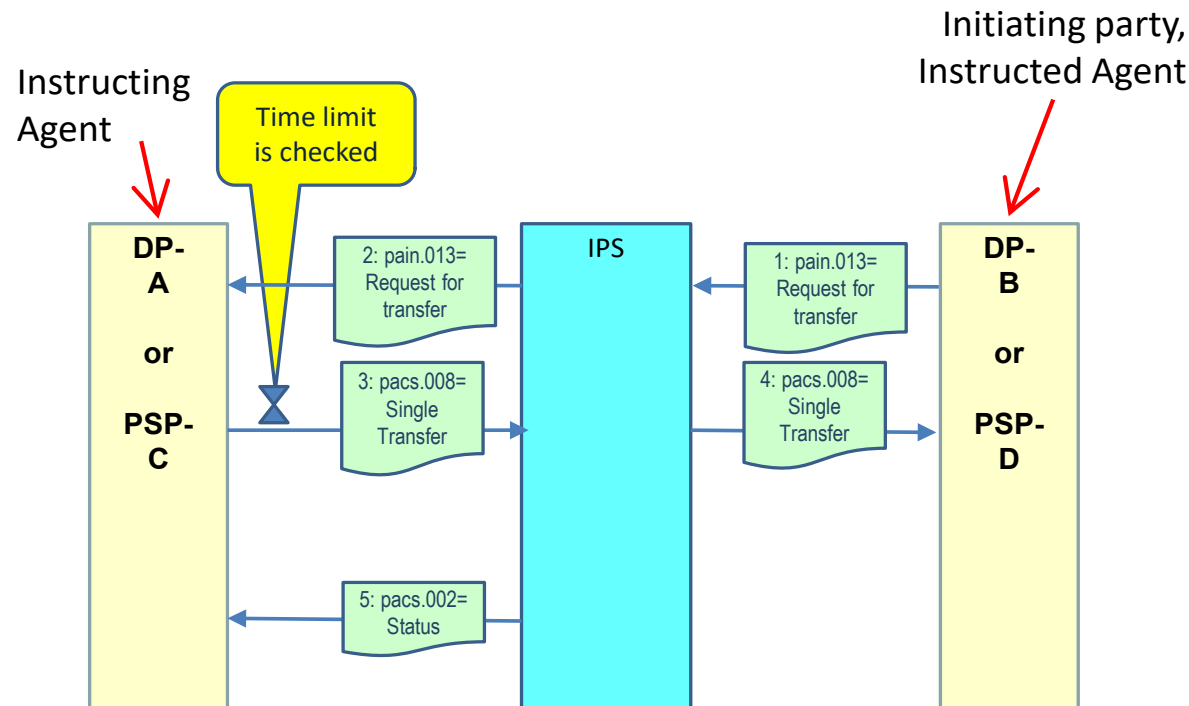 Initiating party,
Instructed Agent
Instructing
Agent
Time limit
is checked
DP-
A
or
PSP-
C
2: pain.013=
Request for
transfer
IPS
1: pain.013=
Request for
transfer
DP-
B
or
PSP-
D
3: pacs.008=
Single
Transfer
4: pacs.008=
Single
Transfer
5: pacs.002=
Status